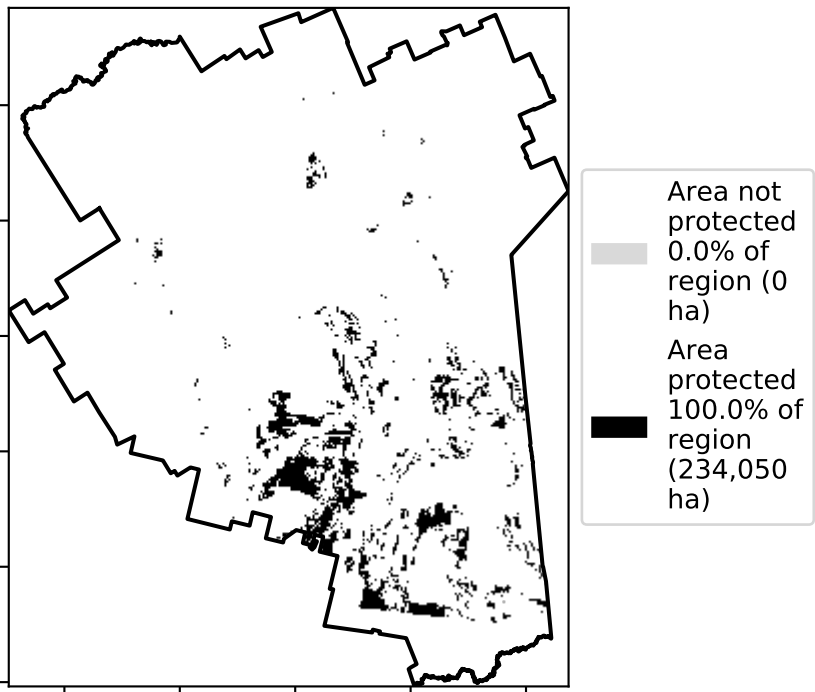 Area not
protected
0.0% of
region (0
ha)
Area
protected
100.0% of
region
(234,050
ha)